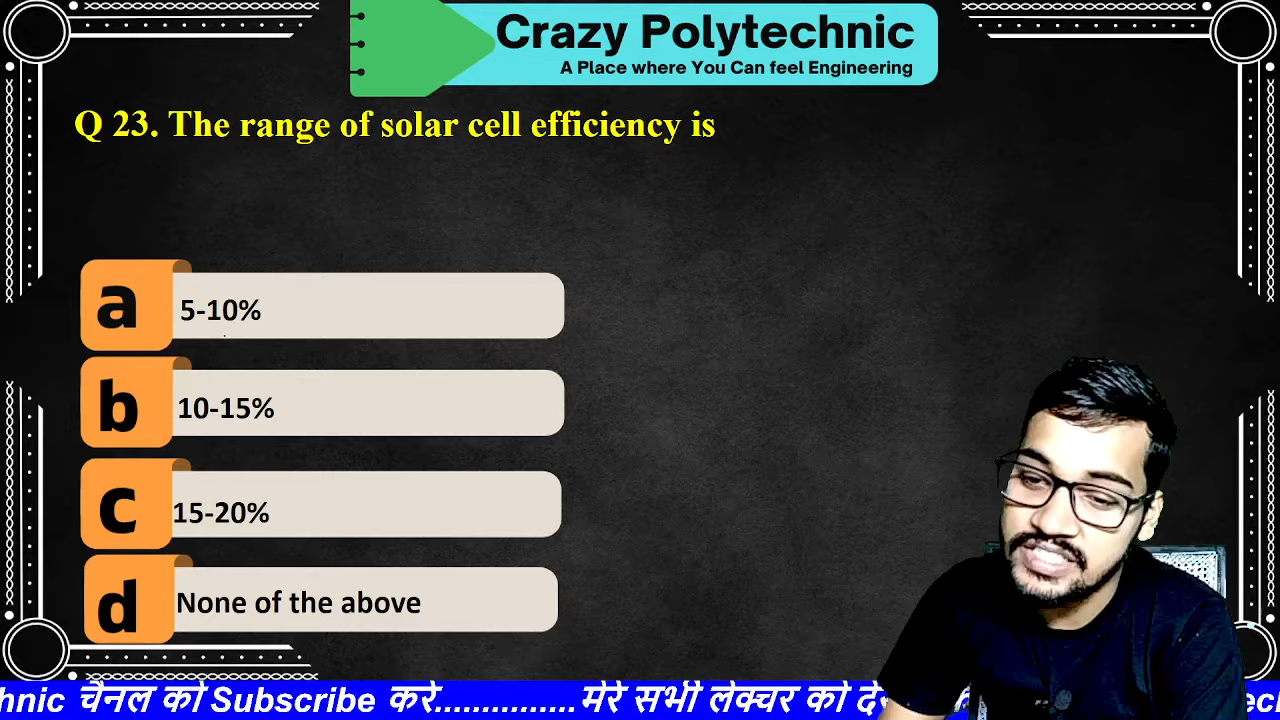 Crazy Polytechnic
A Place where You Can feel Engineering
Q 23. The range of solar cell efficiency is
a 5-10%
b 10-15%
c 15-20%
d None of the above
hnic चैनल को Subscribe करे...............मेरे सभी लेक्चर को